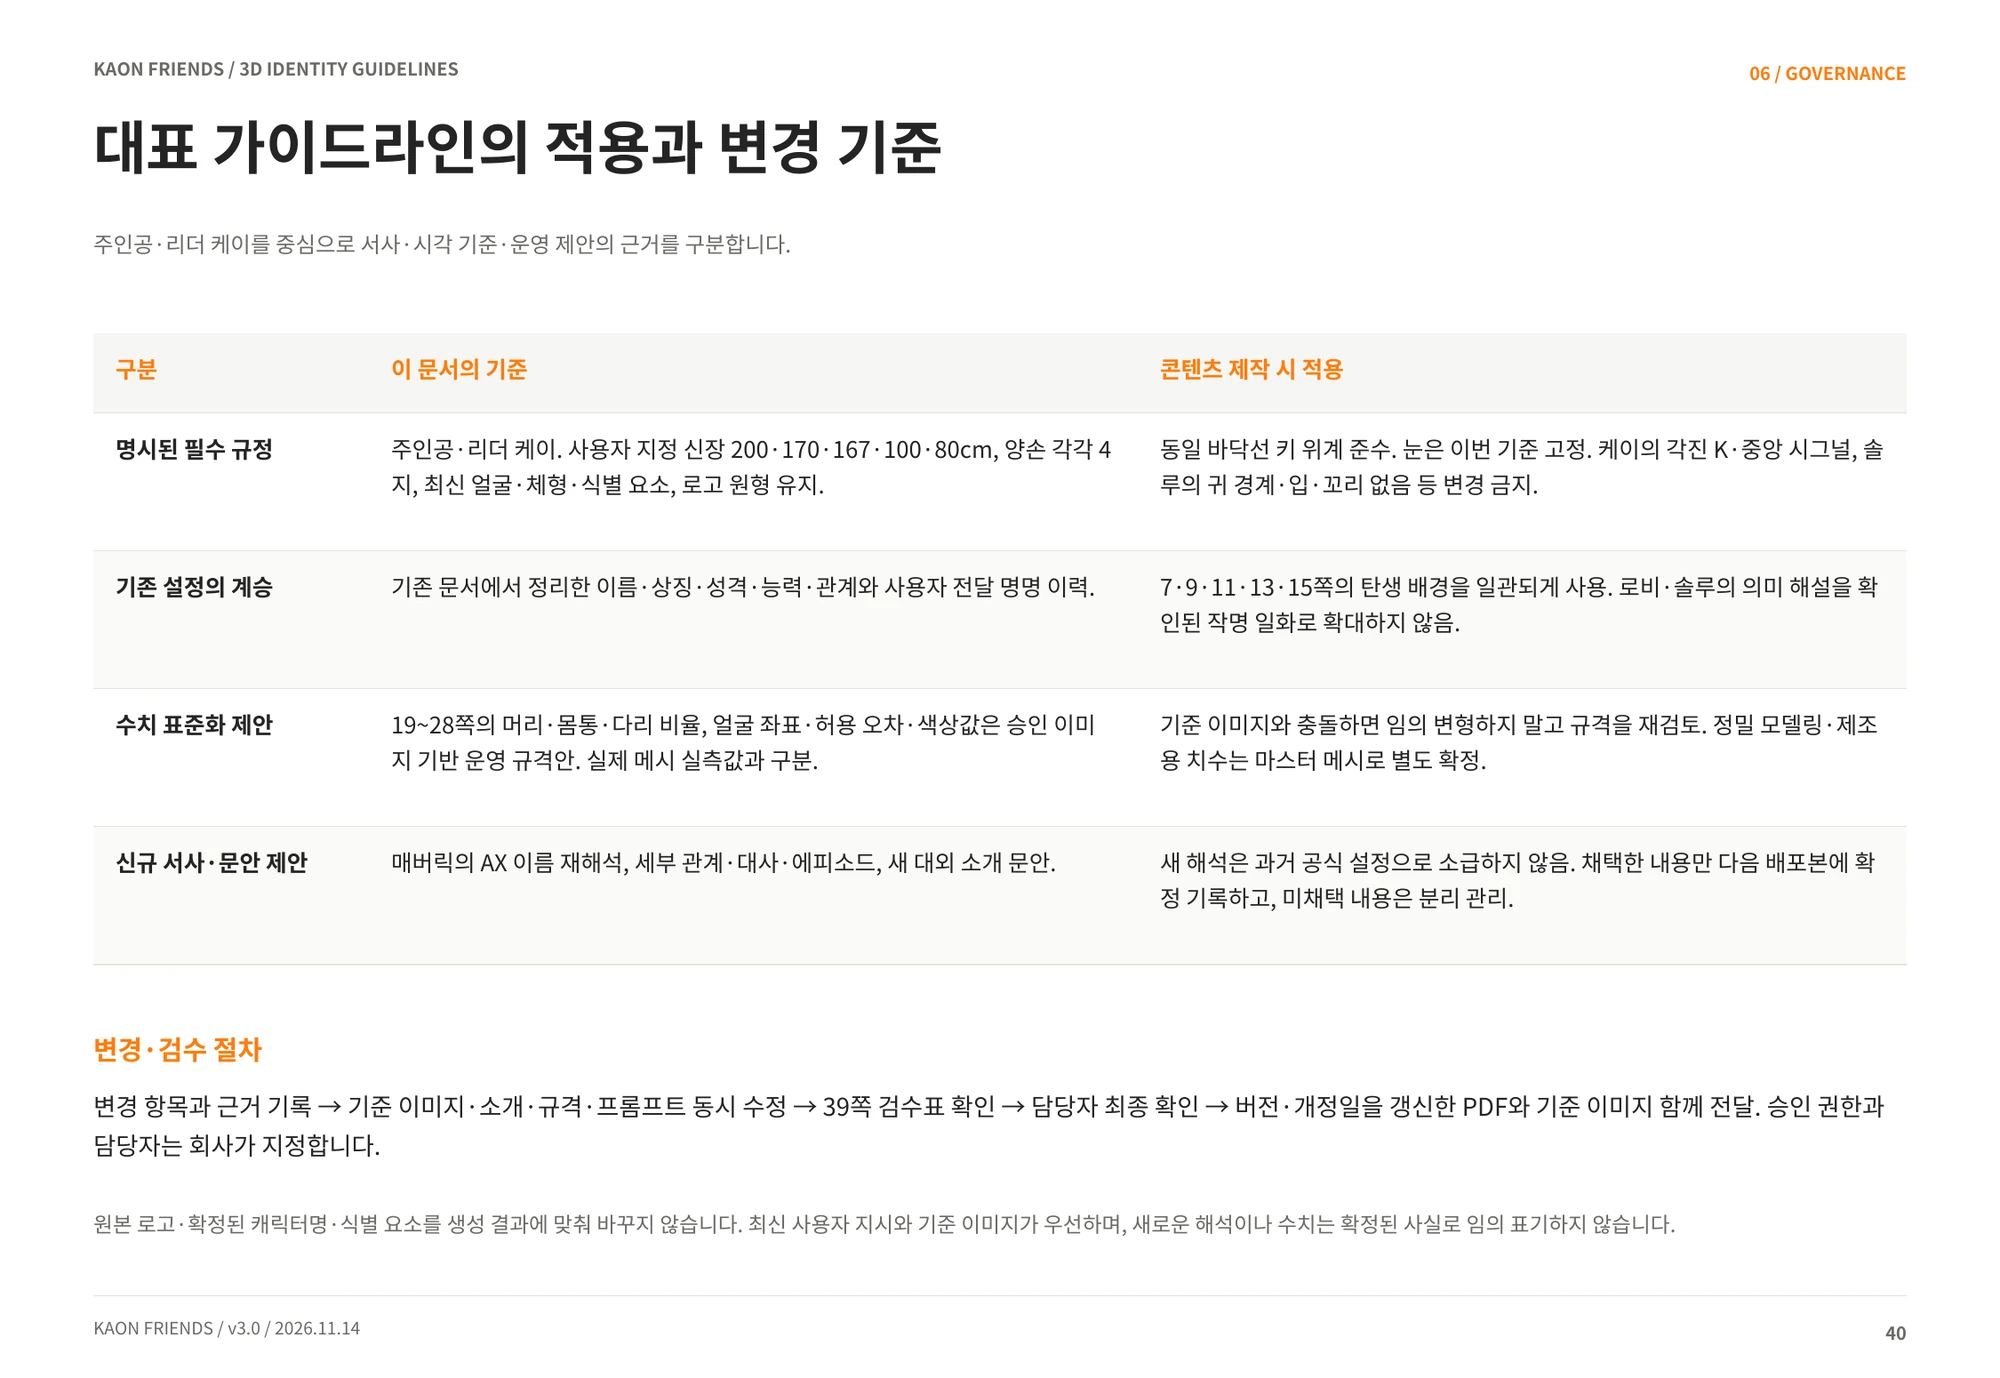 KAON FRIENDS / 3D IDENTITY GUIDELINES
06 / GOVERNANCE
대표 가이드라인의 적용과 변경 기준
주인공·리더 케이를 중심으로 서사·시각 기준·운영 제안의 근거를 구분합니다.
구분
이 문서의 기준
콘텐츠 제작 시 적용
명시된 필수 규정
주인공·리더 케이. 사용자 지정 신장 200·170·167·100·80cm, 양손 각각 4
지, 최신 얼굴·체형·식별 요소, 로고 원형 유지.
동일 바닥선 키 위계 준수. 눈은 이번 기준 고정. 케이의 각진 K·중앙 시그널, 솔
루의 귀 경계·입·꼬리 없음 등 변경 금지.
기존 설정의 계승
기존 문서에서 정리한 이름·상징·성격·능력·관계와 사용자 전달 명명 이력.
7·9·11·13·15쪽의 탄생 배경을 일관되게 사용. 로비·솔루의 의미 해설을 확
인된 작명 일화로 확대하지 않음.
수치 표준화 제안
19~28쪽의 머리·몸통·다리 비율, 얼굴 좌표·허용 오차·색상값은 승인 이미
지 기반 운영 규격안. 실제 메시 실측값과 구분.
기준 이미지와 충돌하면 임의 변형하지 말고 규격을 재검토. 정밀 모델링·제조
용 치수는 마스터 메시로 별도 확정.
신규 서사·문안 제안
매버릭의 AX 이름 재해석, 세부 관계·대사·에피소드, 새 대외 소개 문안.
새 해석은 과거 공식 설정으로 소급하지 않음. 채택한 내용만 다음 배포본에 확
정 기록하고, 미채택 내용은 분리 관리.
변경·검수 절차
변경 항목과 근거 기록 → 기준 이미지·소개·규격·프롬프트 동시 수정 → 39쪽 검수표 확인 → 담당자 최종 확인 → 버전·개정일을 갱신한 PDF와 기준 이미지 함께 전달. 승인 권한과
담당자는 회사가 지정합니다.
원본 로고·확정된 캐릭터명·식별 요소를 생성 결과에 맞춰 바꾸지 않습니다. 최신 사용자 지시와 기준 이미지가 우선하며, 새로운 해석이나 수치는 확정된 사실로 임의 표기하지 않습니다.
KAON FRIENDS / v3.0 / 2026.11.14
40